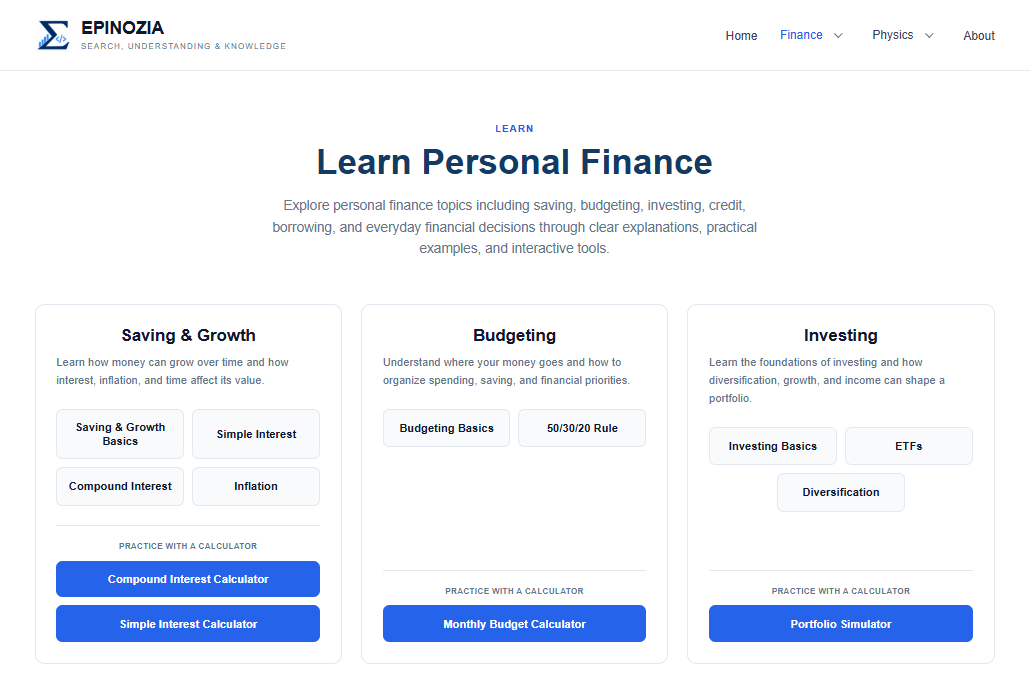 EPINOZIA
SEARCH, UNDERSTANDING & KNOWLEDGE
Home
Finance
Physics
About
LEARN
Learn Personal Finance
Explore personal finance topics including saving, budgeting, investing, credit,
borrowing, and everyday financial decisions through clear explanations, practical
examples, and interactive tools.
Saving & Growth
Learn how money can grow over time and how
interest, inflation, and time affect its value.
Saving & Growth
Basics
Simple Interest
Compound Interest
Inflation
PRACTICE WITH A CALCULATOR
Compound Interest Calculator
Simple Interest Calculator
Budgeting
Understand where your money goes and how to
organize spending, saving, and financial priorities.
Budgeting Basics
50/30/20 Rule
PRACTICE WITH A CALCULATOR
Monthly Budget Calculator
Investing
Learn the foundations of investing and how
diversification, growth, and income can shape a
portfolio.
Investing Basics
ETFs
Diversification
PRACTICE WITH A CALCULATOR
Portfolio Simulator